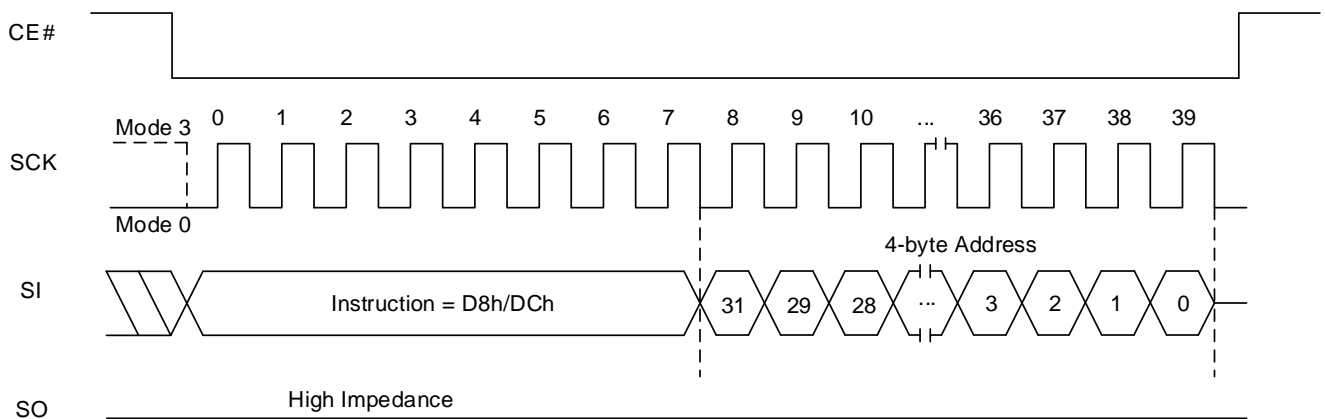 CE#
0 1 2 3 4 5 6 7 8 9 10 ... 36 37 38 39
Mode 3
SCK
Mode 0
4-byte Address
SI
Instruction = D8h/DCh 31 29 28 ... 3 2 1 0
High Impedance
SO